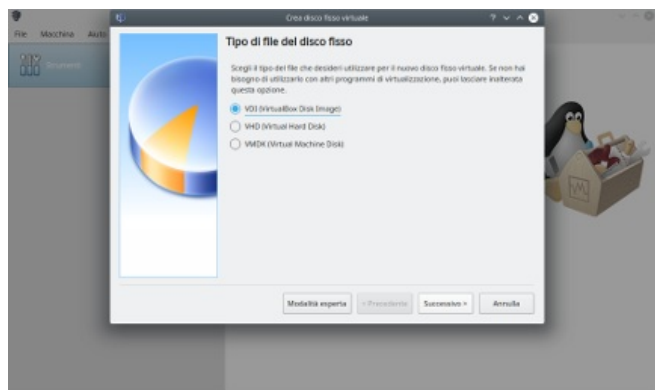 Crea disco fisso virtuale
File Macchina Aiuto
Strumenti
Tipo di file del disco fisso
Scegli il tipo del file che desideri utilizzare per il nuovo disco fisso virtuale. Se non hai
bisogno di utilizzarlo con altri programmi di virtualizzazione, puoi lasciare inalterata
questa opzione.
VDI (VirtualBox Disk Image)
VHD (Virtual Hard Disk)
VMDK (Virtual Machine Disk)
Modalità esperta < Precedente Successivo > Annulla